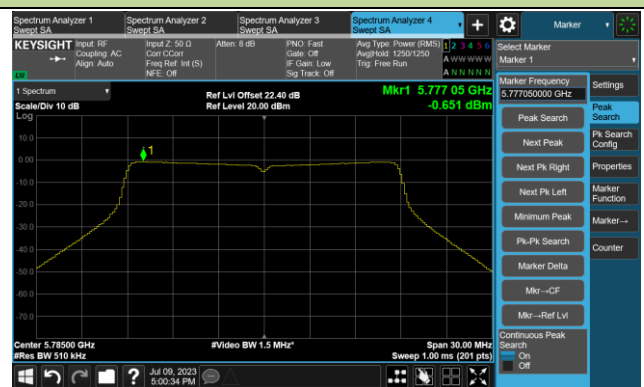 Spectrum Analyzer 1
Swept SA
Spectrum Analyzer 2
Swept SA
Spectrum Analyzer 3
Swept SA
Spectrum Analyzer 4
Swept SA
+
Marker
KEYSIGHT
Input: RF
Coupling: AC
Align: Auto
Input Z: 50 Ω
Corr CCorr
Freq Ref: Int (S)
NFE: Off
Atten: 8 dB
PNO: Fast
Gate: Off
IF Gain: Low
Sig Track: Off
Avg Type: Power (RMS)
Avg|Hold: 1250/1250
Trig: Free Run
1 2 3 4 5 6
A W W W W W
A N N N N N
LW
Select Marker
Marker 1
1 Spectrum
Scale/Div 10 dB
Log
Ref Lvl Offset 22.40 dB
Ref Level 20.00 dBm
Mkr1 5.777 05 GHz
-0.651 dBm
1
10.0
0.00
-10.0
-20.0
-30.0
-40.0
-50.0
-60.0
-70.0
Center 5.78500 GHz
#Res BW 510 kHz
#Video BW 1.5 MHz*
Span 30.00 MHz
Sweep 1.00 ms (201 pts)
Marker Frequency
5.777050000 GHz
Peak Search
Next Peak
Next Pk Right
Next Pk Left
Minimum Peak
Pk-Pk Search
Marker Delta
Mkr→CF
Mkr→Ref Lvl
Continuous Peak
Search
On
Off
Settings
Peak
Search
Pk Search
Config
Properties
Marker
Function
Marker→
Counter
?
Jul 09, 2023
5:00:34 PM